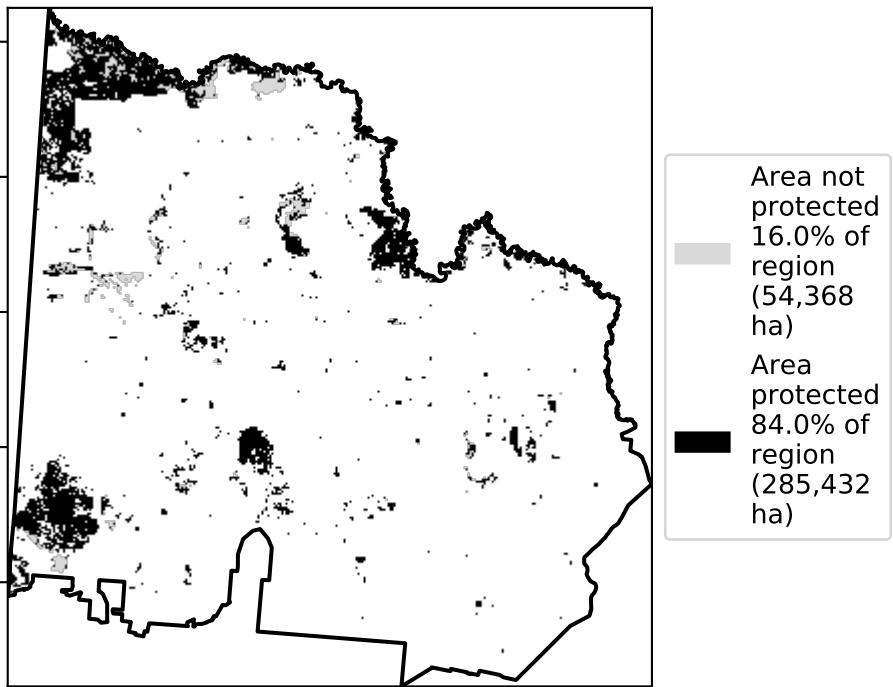 Area not
protected
16.0% of
region
(54,368
ha)
Area
protected
84.0% of
region
(285,432
ha)